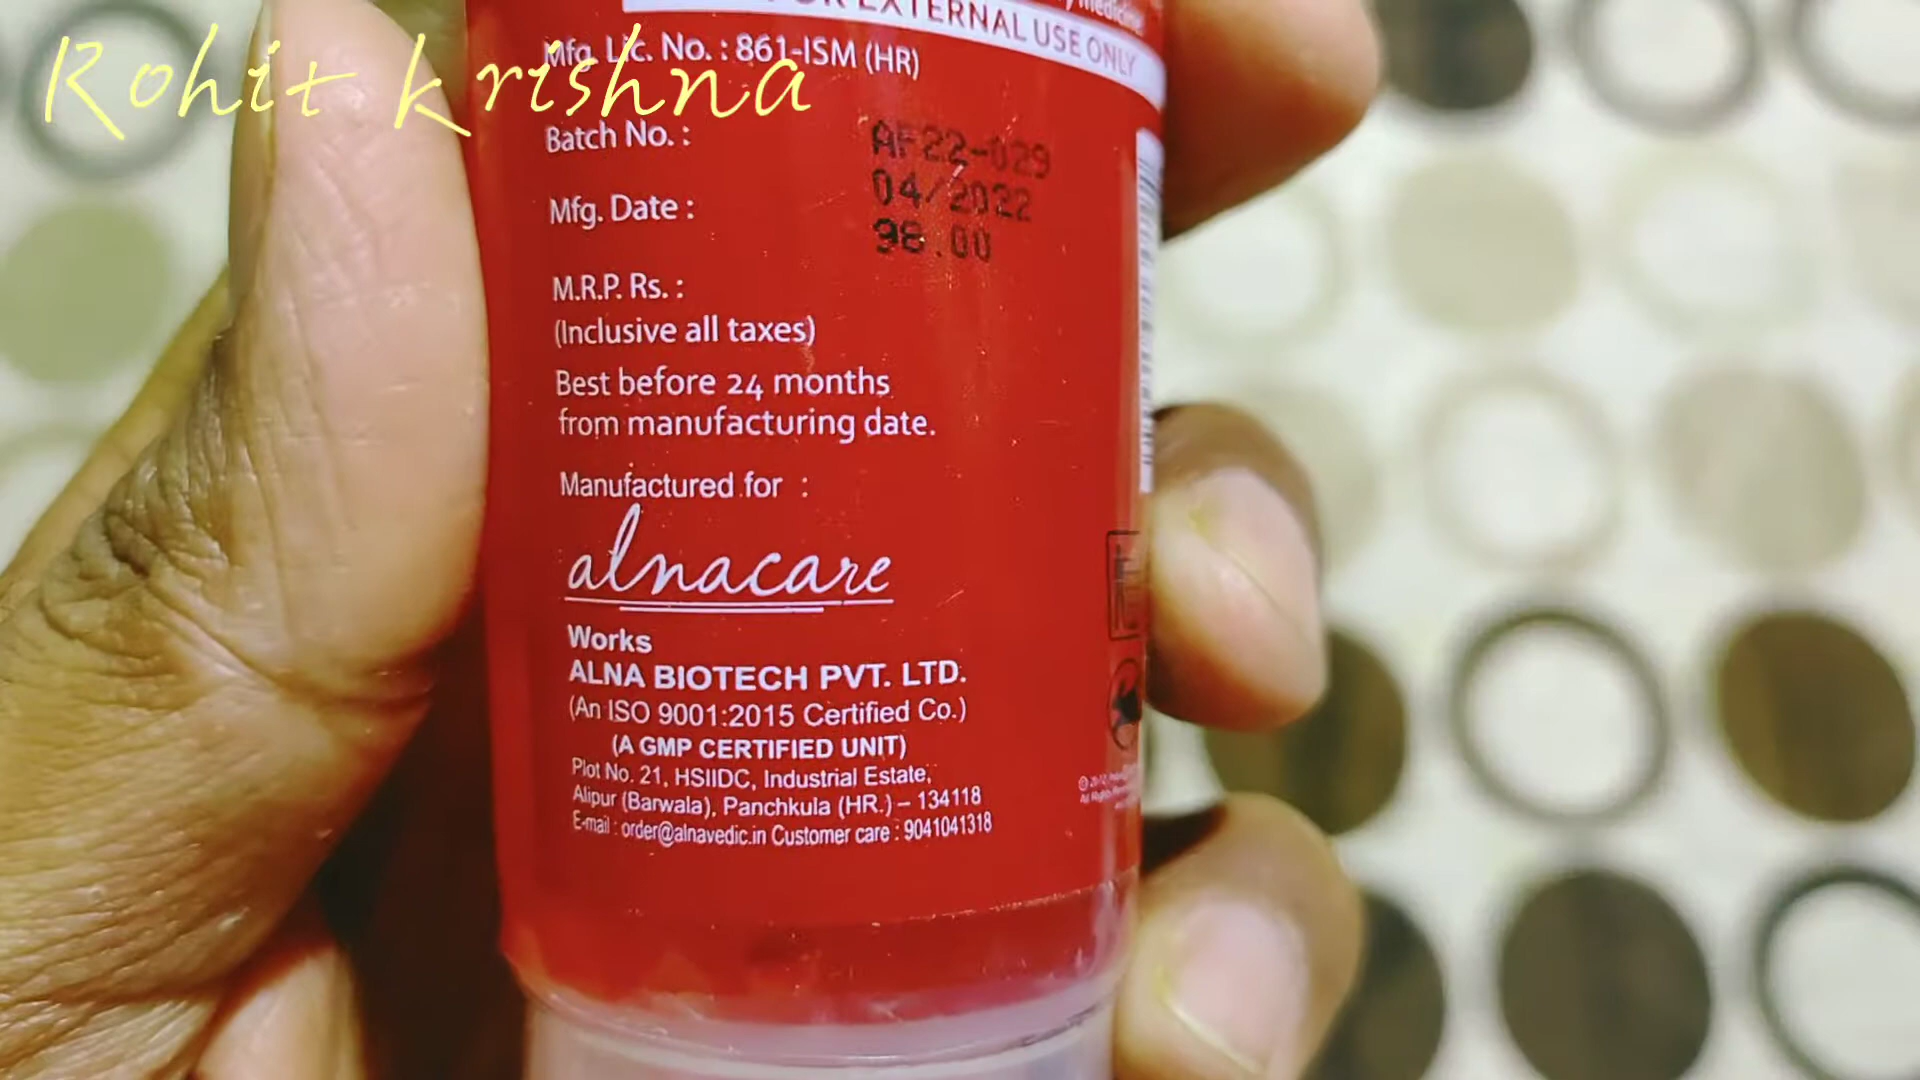 Rohit krishna
FOR EXTERNAL USE ONLY
Mfg. Lic. No. : 861-ISM (HR)
Batch No. : AF22-029
Mfg. Date : 04/2022
98.00
M.R.P. Rs. :
(Inclusive all taxes)
Best before 24 months
from manufacturing date.
Manufactured for :
alnacare
Works
ALNA BIOTECH PVT. LTD.
(An ISO 9001:2015 Certified Co.)
(A GMP CERTIFIED UNIT)
Plot No. 21, HSIIDC, Industrial Estate,
Alipur (Barwala), Panchkula (HR.) – 134118
E-mail : order@alnavedic.in Customer care : 9041041318